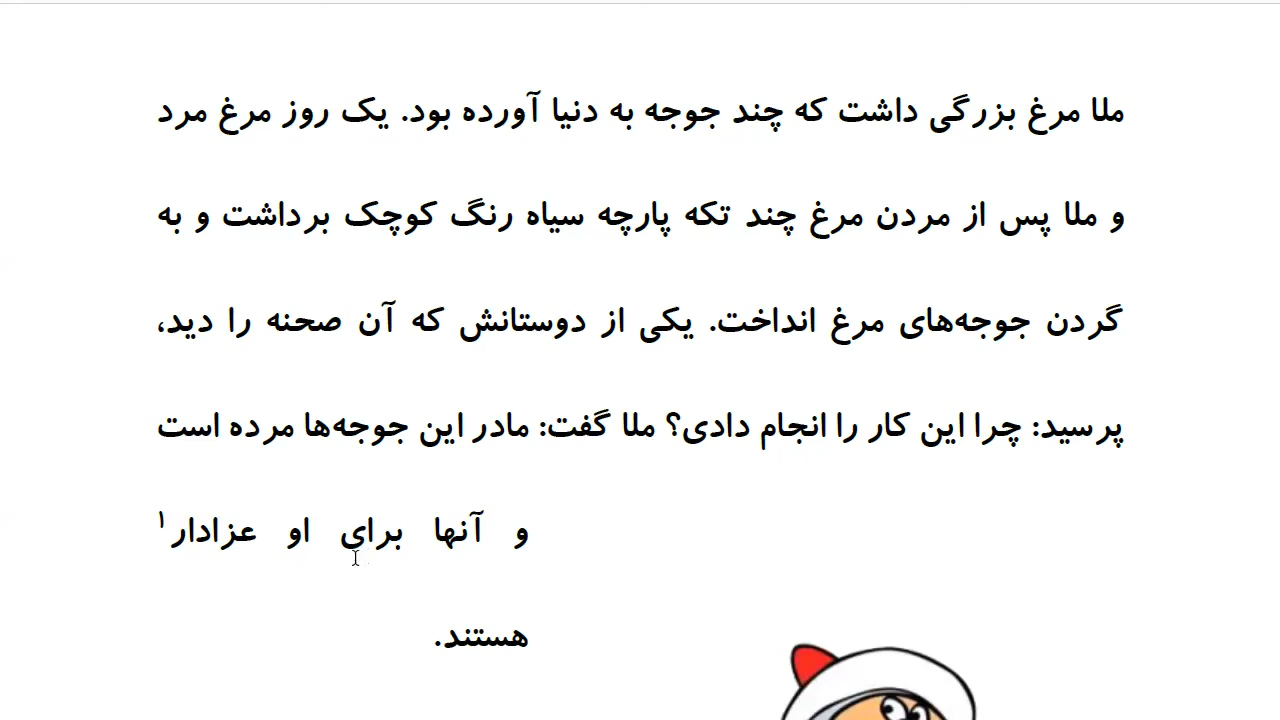 ملا مرغ بزرگی داشت که چند جوجه به دنیا آورده بود. یک روز مرغ مرد
و ملا پس از مردن مرغ چند تکه پارچه سیاه رنگ کوچک برداشت و به
گردن جوجه‌های مرغ انداخت. یکی از دوستانش که آن صحنه را دید،
پرسید: چرا این کار را انجام دادی؟ ملا گفت: مادر این جوجه‌ها مرده است
و آنها برای او عزادار۱
هستند.